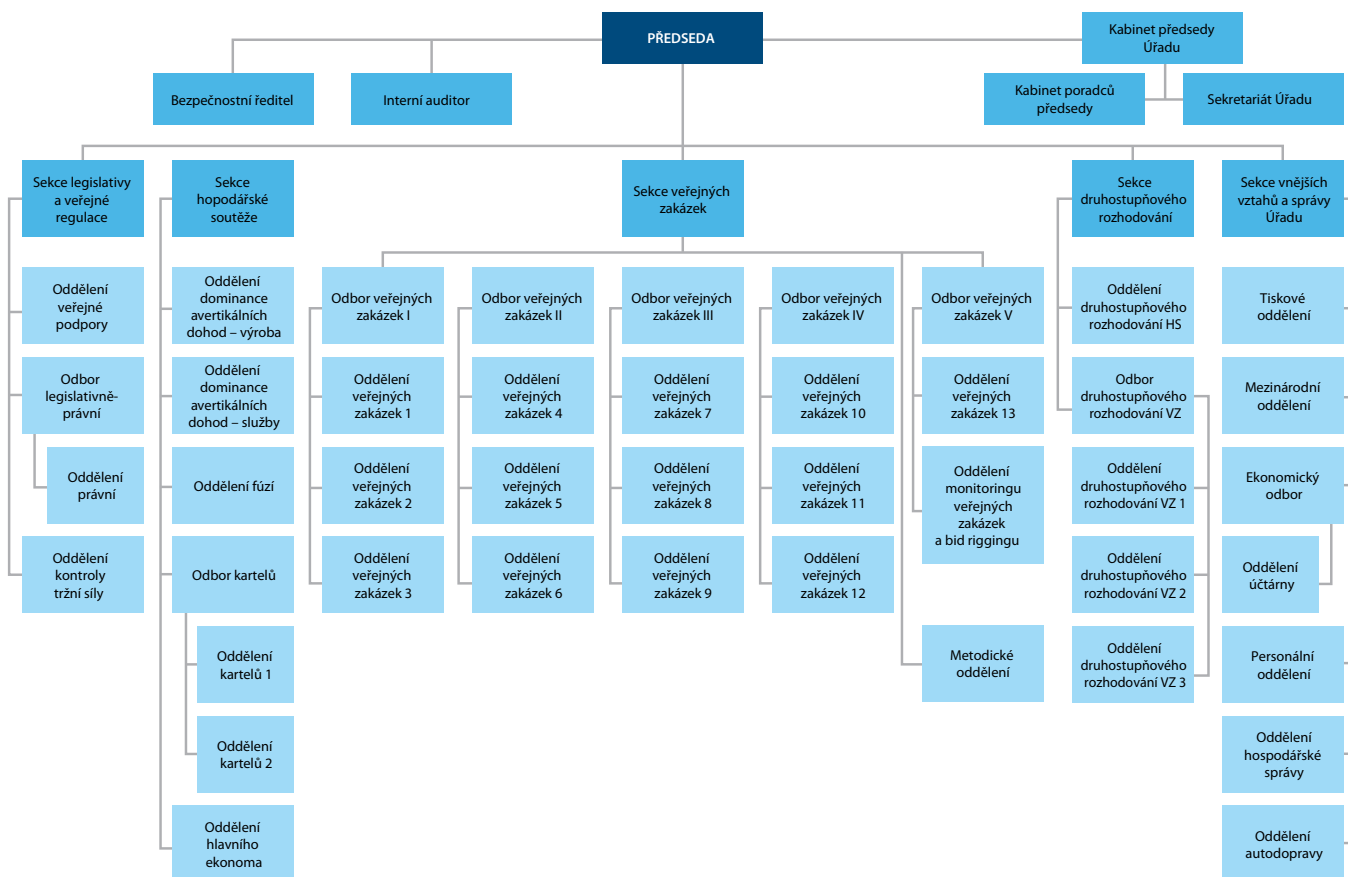 PŘEDSEDA
Kabinet předsedy
Úřadu
Bezpečnostní ředitel
Interní auditor
Kabinet poradců
předsedy
Sekretariát Úřadu
Sekce legislativy
a veřejné
regulace
Sekce
hopodářské
soutěže
Sekce veřejných
zakázek
Sekce
druhostupňového
rozhodování
Sekce vnějších
vztahů a správy
Úřadu
Oddělení
veřejné
podpory
Odbor
legislativně-
právní
Oddělení
právní
Oddělení
kontroly
tržní síly
Oddělení
dominance
avertikálních
dohod – výroba
Oddělení
dominance
avertikálních
dohod – služby
Oddělení fúzí
Odbor kartelů
Oddělení
kartelů 1
Oddělení
kartelů 2
Oddělení
hlavního
ekonoma
Odbor veřejných
zakázek I
Oddělení
veřejných
zakázek 1
Oddělení
veřejných
zakázek 2
Oddělení
veřejných
zakázek 3
Odbor veřejných
zakázek II
Oddělení
veřejných
zakázek 4
Oddělení
veřejných
zakázek 5
Oddělení
veřejných
zakázek 6
Odbor veřejných
zakázek III
Oddělení
veřejných
zakázek 7
Oddělení
veřejných
zakázek 8
Oddělení
veřejných
zakázek 9
Odbor veřejných
zakázek IV
Oddělení
veřejných
zakázek 10
Oddělení
veřejných
zakázek 11
Oddělení
veřejných
zakázek 12
Odbor veřejných
zakázek V
Oddělení
veřejných
zakázek 13
Oddělení
monitoringu
veřejných
zakázek
a bid riggingu
Metodické
oddělení
Oddělení
druhostupňového
rozhodování HS
Odbor
druhostupňového
rozhodování VZ
Oddělení
druhostupňového
rozhodování VZ 1
Oddělení
druhostupňového
rozhodování VZ 2
Oddělení
druhostupňového
rozhodování VZ 3
Tiskové
oddělení
Mezinárodní
oddělení
Ekonomický
odbor
Oddělení
účtárny
Personální
oddělení
Oddělení
hospodářské
správy
Oddělení
autodopravy